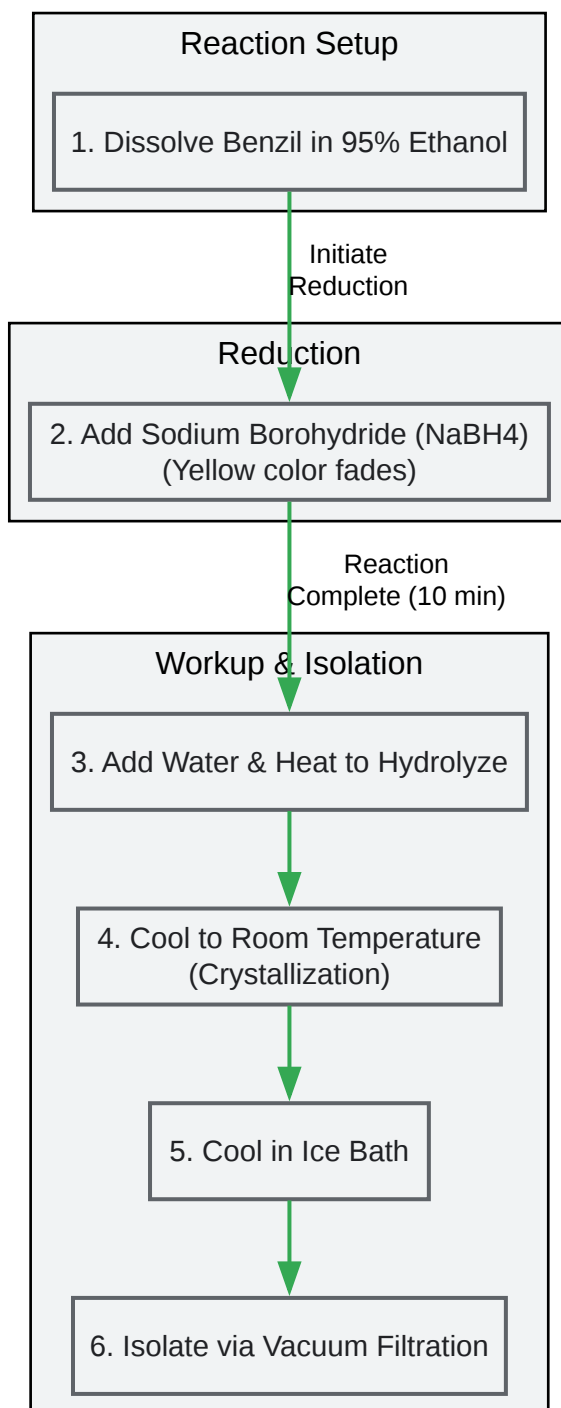 Reaction Setup
1. Dissolve Benzil in 95% Ethanol
Initiate
Reduction
Reduction
2. Add Sodium Borohydride (NaBH4)
(Yellow color fades)
Reaction
Complete (10 min)
Workup & Isolation
3. Add Water & Heat to Hydrolyze
4. Cool to Room Temperature
(Crystallization)
5. Cool in Ice Bath
6. Isolate via Vacuum Filtration